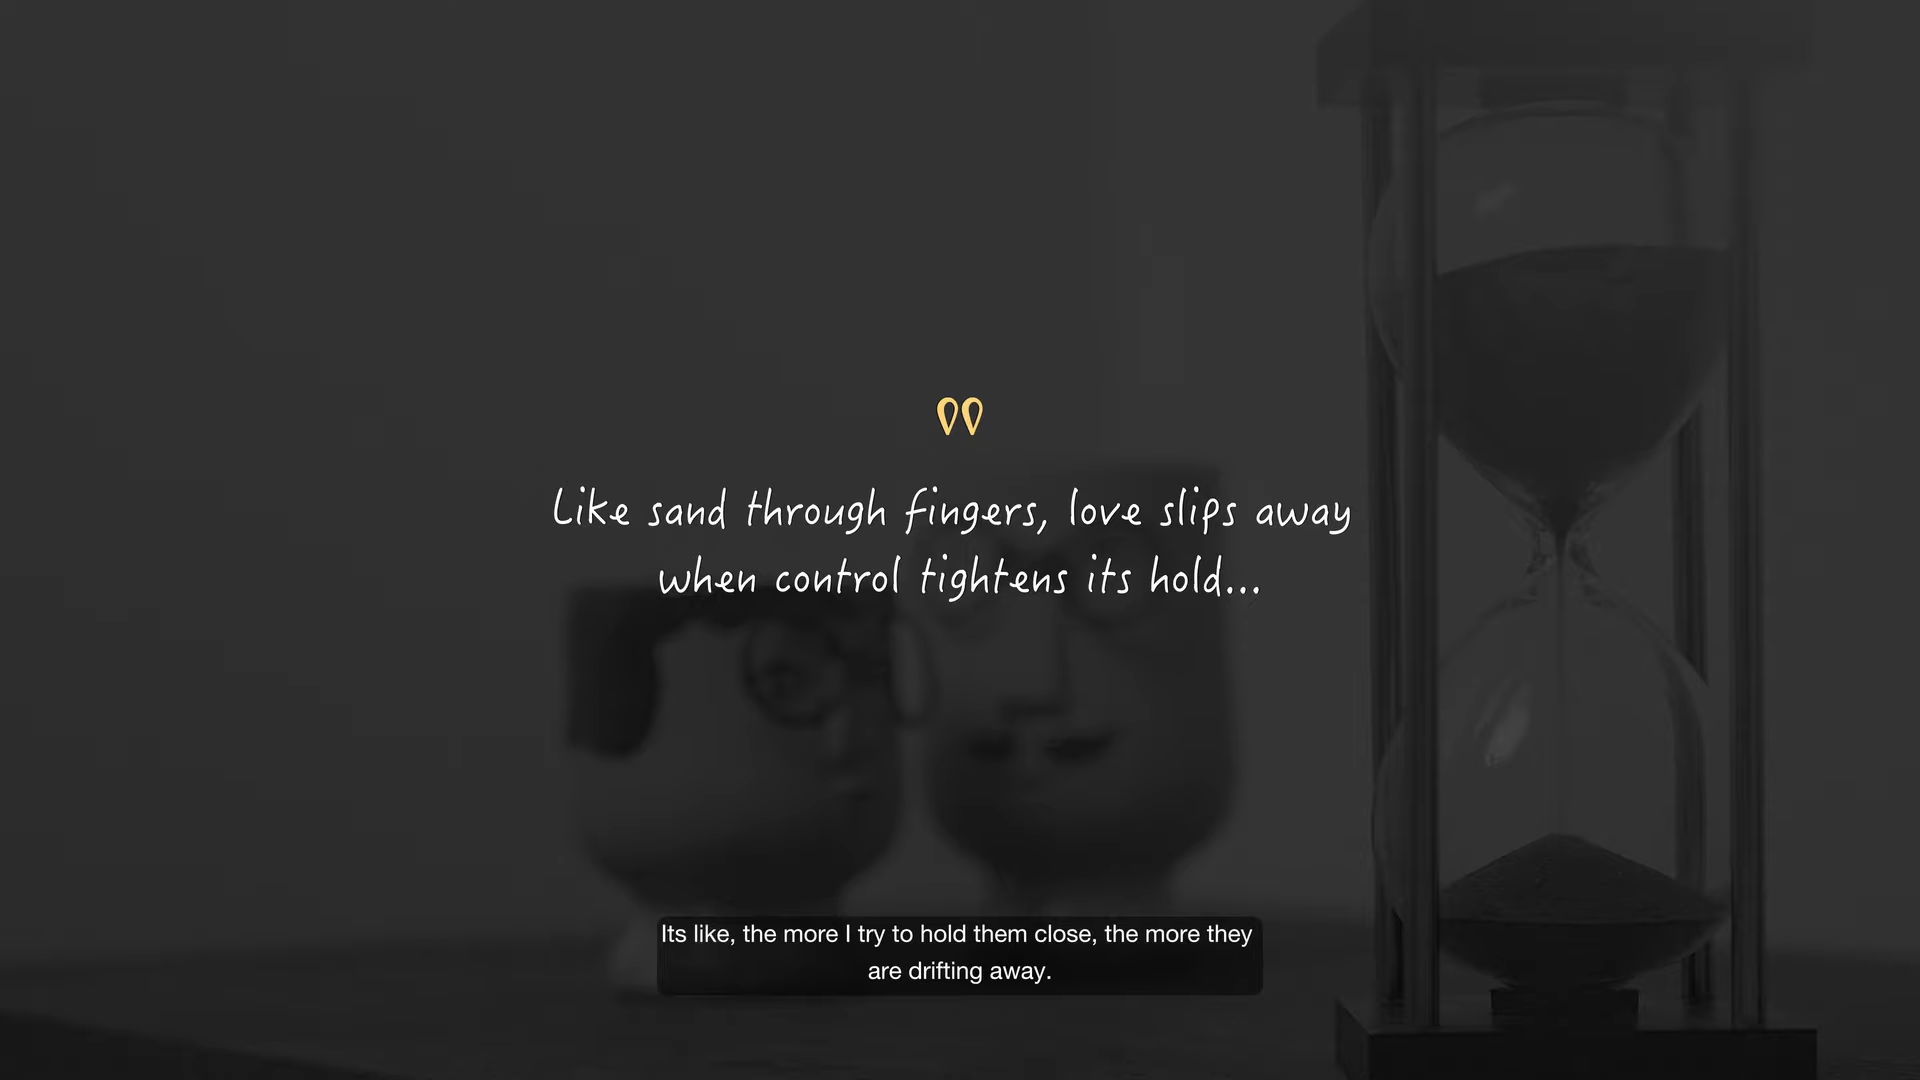 Like sand through fingers, love slips away
when control tightens its hold...
Its like, the more I try to hold them close, the more they
are drifting away.